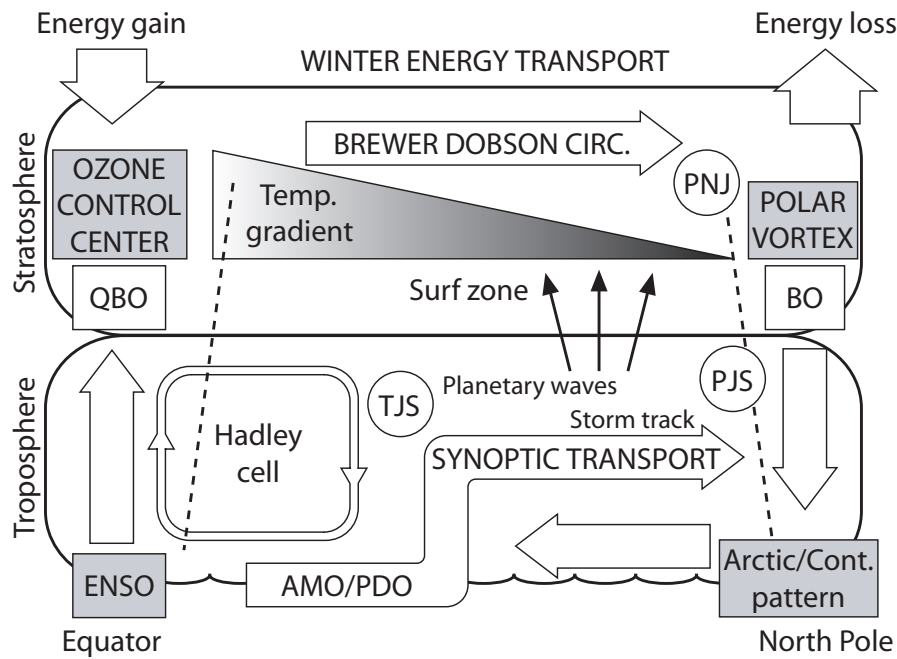 Energy gain
Energy loss
WINTER ENERGY TRANSPORT
Stratosphere
BREWER DOBSON CIRC.
OZONE
CONTROL
CENTER
Temp.
gradient
PNJ
POLAR
VORTEX
QBO
Surf zone
BO
Troposphere
Planetary waves
PJS
TJS
Storm track
Hadley
cell
SYNOPTIC TRANSPORT
ENSO
AMO/PDO
Arctic/Cont.
pattern
Equator
North Pole